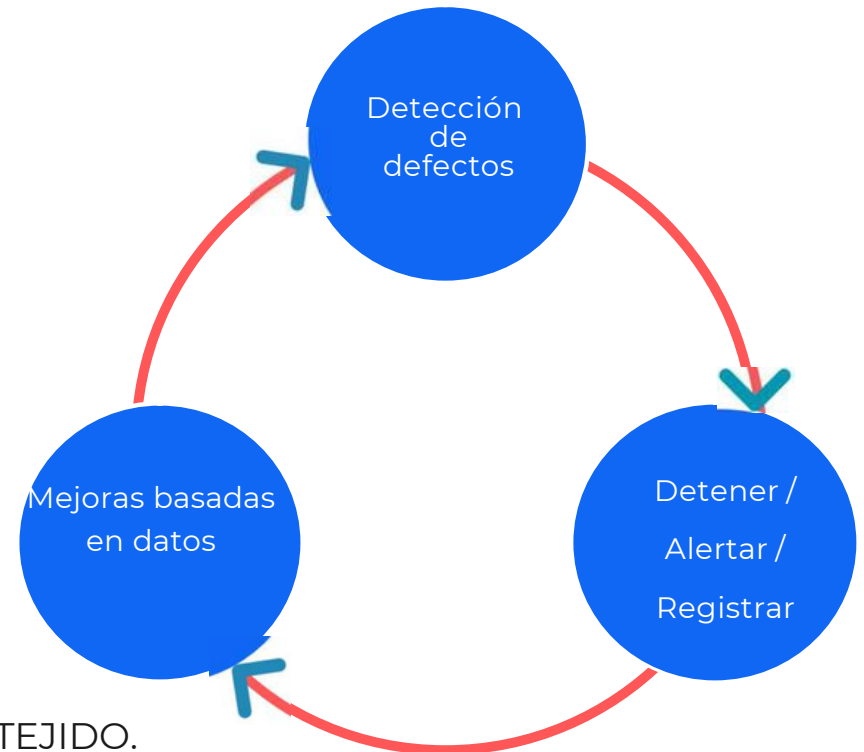 Detección
de
defectos
Mejoras basadas
en datos
Detener /
Alertar /
Registrar
TEJIDO.